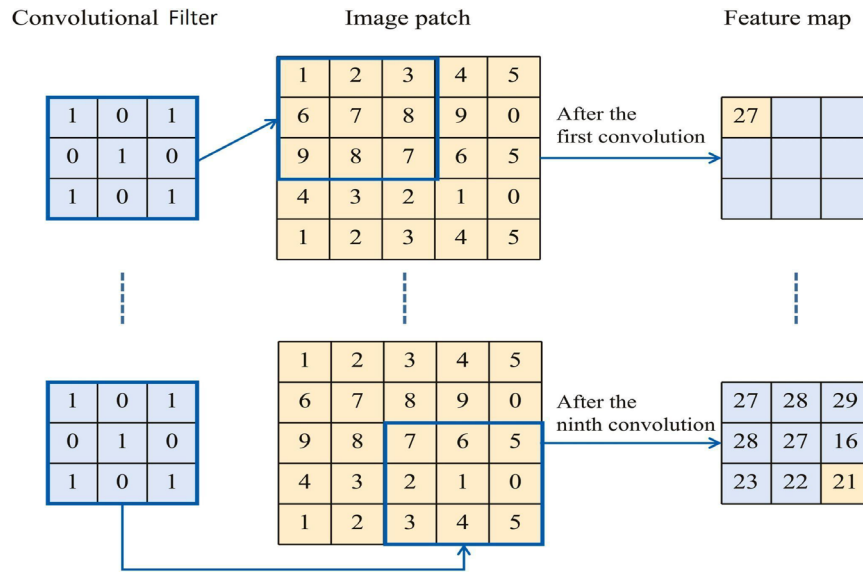 Convolutional Filter Image patch Feature map
1 2 3 4 5
1 0 1 6 7 8 9 0 After the 27
0 1 0 9 8 7 6 5 first convolution
1 0 1 4 3 2 1 0
1 2 3 4 5
1 2 3 4 5
1 0 1 6 7 8 9 0 After the 27 28 29
0 1 0 9 8 7 6 5 ninth convolution 28 27 16
1 0 1 4 3 2 1 0 23 22 21
1 2 3 4 5